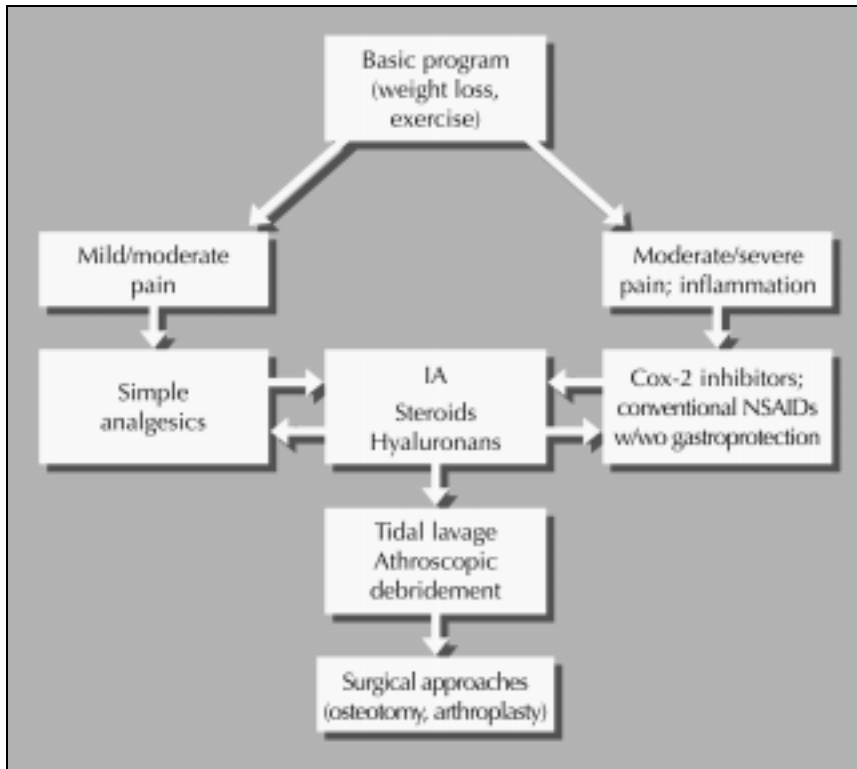 Basic program
(weight loss,
exercise)
Mild/moderate
pain
Moderate/severe
pain; inflammation
Simple
analgesics
IA
Steroids
Hyaluronans
Cox-2 inhibitors;
conventional NSAIDs
w/wo gastroprotection
Tidal lavage
Athroscopic
debridement
Surgical approaches
(osteotomy, arthroplasty)